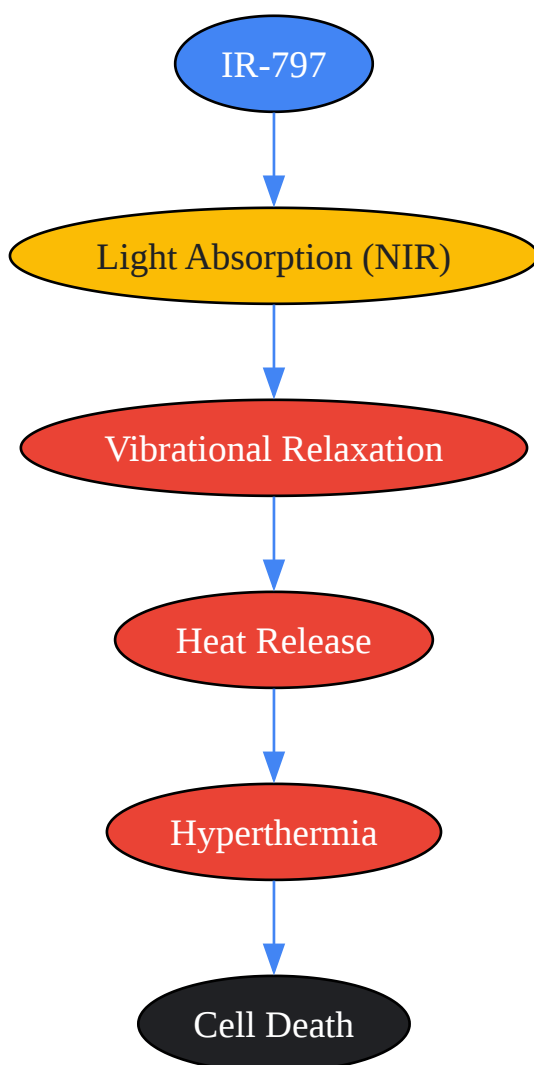 IR-797
Light Absorption (NIR)
Vibrational Relaxation
Heat Release
Hyperthermia
Cell Death